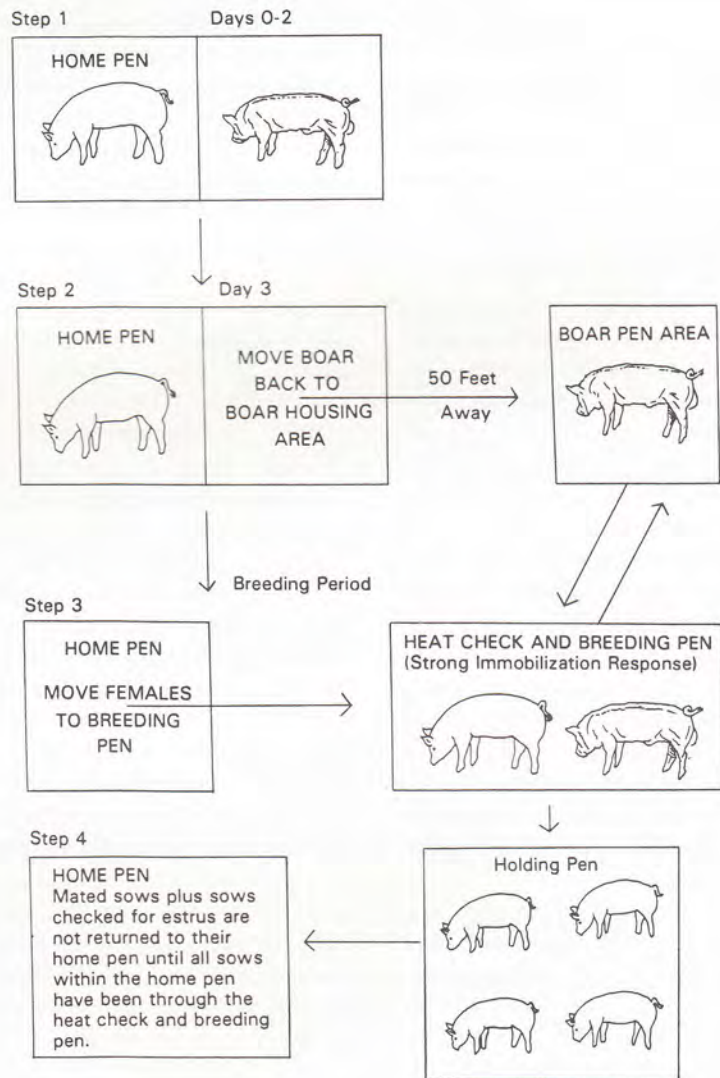 Step 1
Days 0-2
HOME PEN
Step 2
Day 3
HOME PEN
MOVE BOAR
BACK TO
BOAR HOUSING
AREA
50 Feet
Away
BOAR PEN AREA
Breeding Period
Step 3
HOME PEN
MOVE FEMALES
TO BREEDING
PEN
HEAT CHECK AND BREEDING PEN
(Strong Immobilization Response)
Step 4
HOME PEN
Mated sows plus sows
checked for estrus are
not returned to their
home pen until all sows
within the home pen
have been through the
heat check and breeding
pen.
Holding Pen